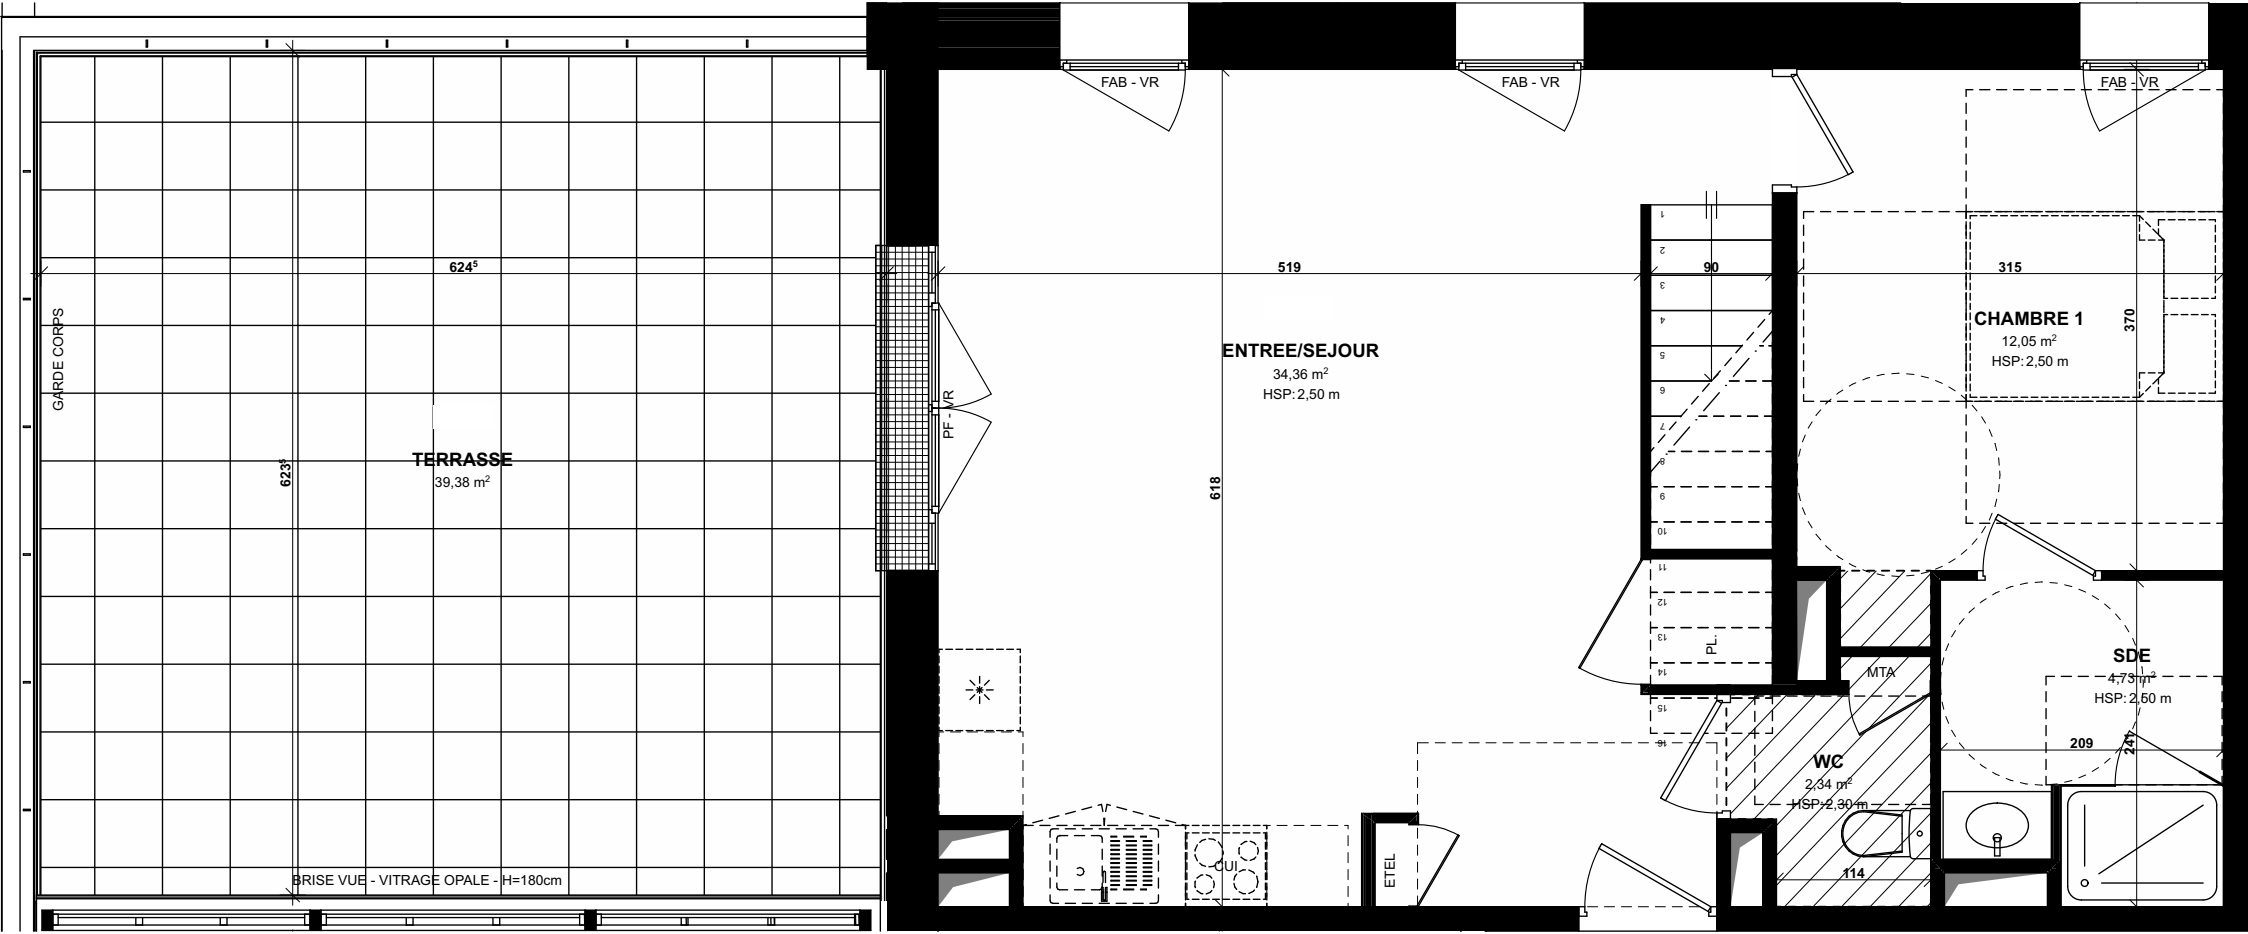 FAB - VR
FAB - VR
FAB - VR
1
2
3
4
5
6
7
8
9
10
11
12
13
14
15
16
624⁵
519
90
315
GARDE CORPS
TERRASSE
39,38 m²
623⁵
PF - VR
ENTREE/SEJOUR
34,36 m²
HSP: 2,50 m
618
CHAMBRE 1
12,05 m²
HSP: 2,50 m
370
PL.
MTA
SDE
4,73 m²
HSP: 2,50 m
209
241
WC
2,34 m²
HSP: 2,30 m
114
CUI
ETEL
BRISE VUE - VITRAGE OPALE - H=180cm